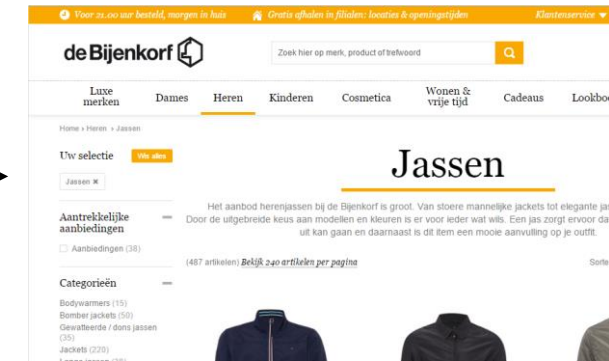 Voor 21.00 uur besteld, morgen in huis
Gratis afhalen in filialen: locaties & openingstijden
Klantenservice
de Bijenkorf
Zoek hier op merk, product of trefwoord
Luxe merken
Dames
Heren
Kinderen
Cosmetica
Wonen & vrije tijd
Cadeaus
Home › Heren › Jassen
Uw selectie
Wis alles
Jassen ×
Aantrekkelijke
aanbiedingen
Aanbiedingen (38)
Categorieën
Bodywarmers (15)
Bomber jackets (50)
Gewatteerde / dons jassen
(35)
Jackets (220)
Jassen
Het aanbod herenjassen bij de Bijenkorf is groot. Van stoere mannelijke jackets tot elegante
Door de uitgebreide keus aan modellen en kleuren is er voor ieder wat wils. Een jas zorgt ervoor
uit kan gaan en daarnaast is dit item een mooie aanvulling op je outfit.
(487 artikelen) Bekijk 240 artikelen per pagina